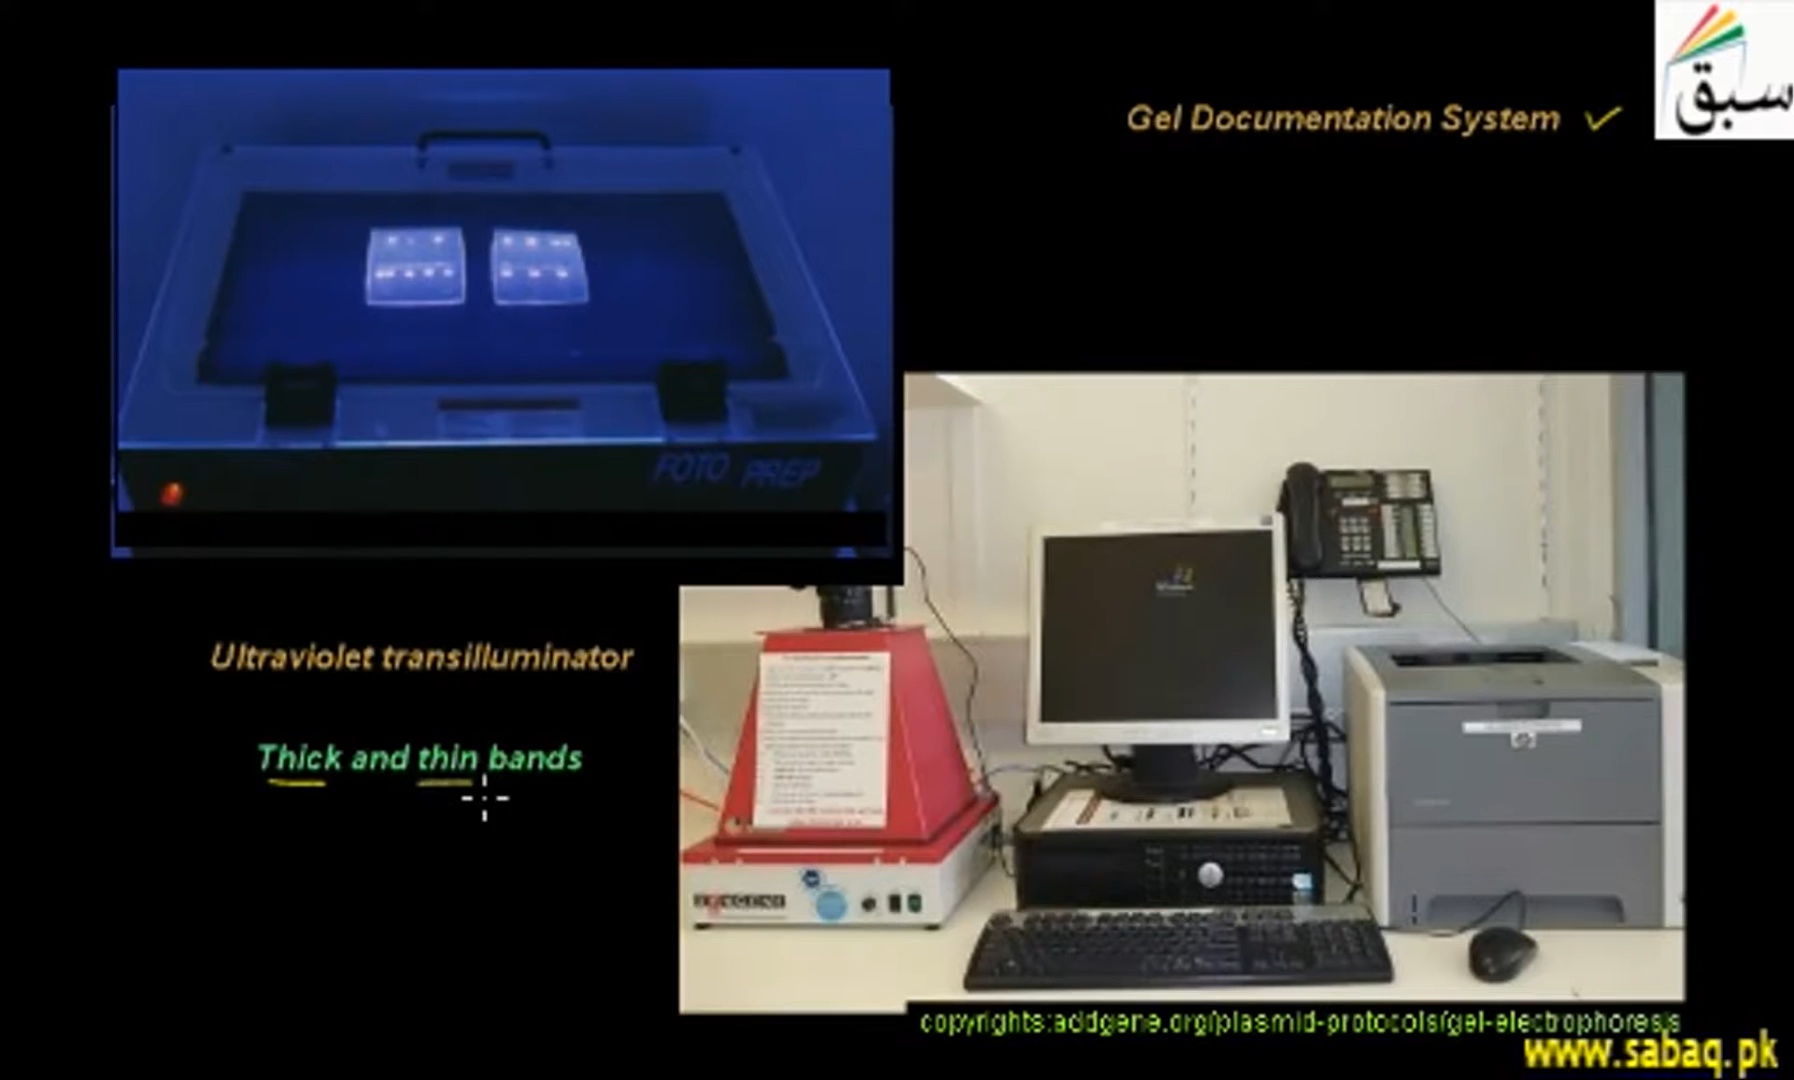 Gel Documentation System
سبق
FOTO PREP
Ultraviolet transilluminator
Thick and thin bands
SYNGENE
copyrights:addgene.org/plasmid-protocols/gel-electrophoresis
www.sabaq.pk